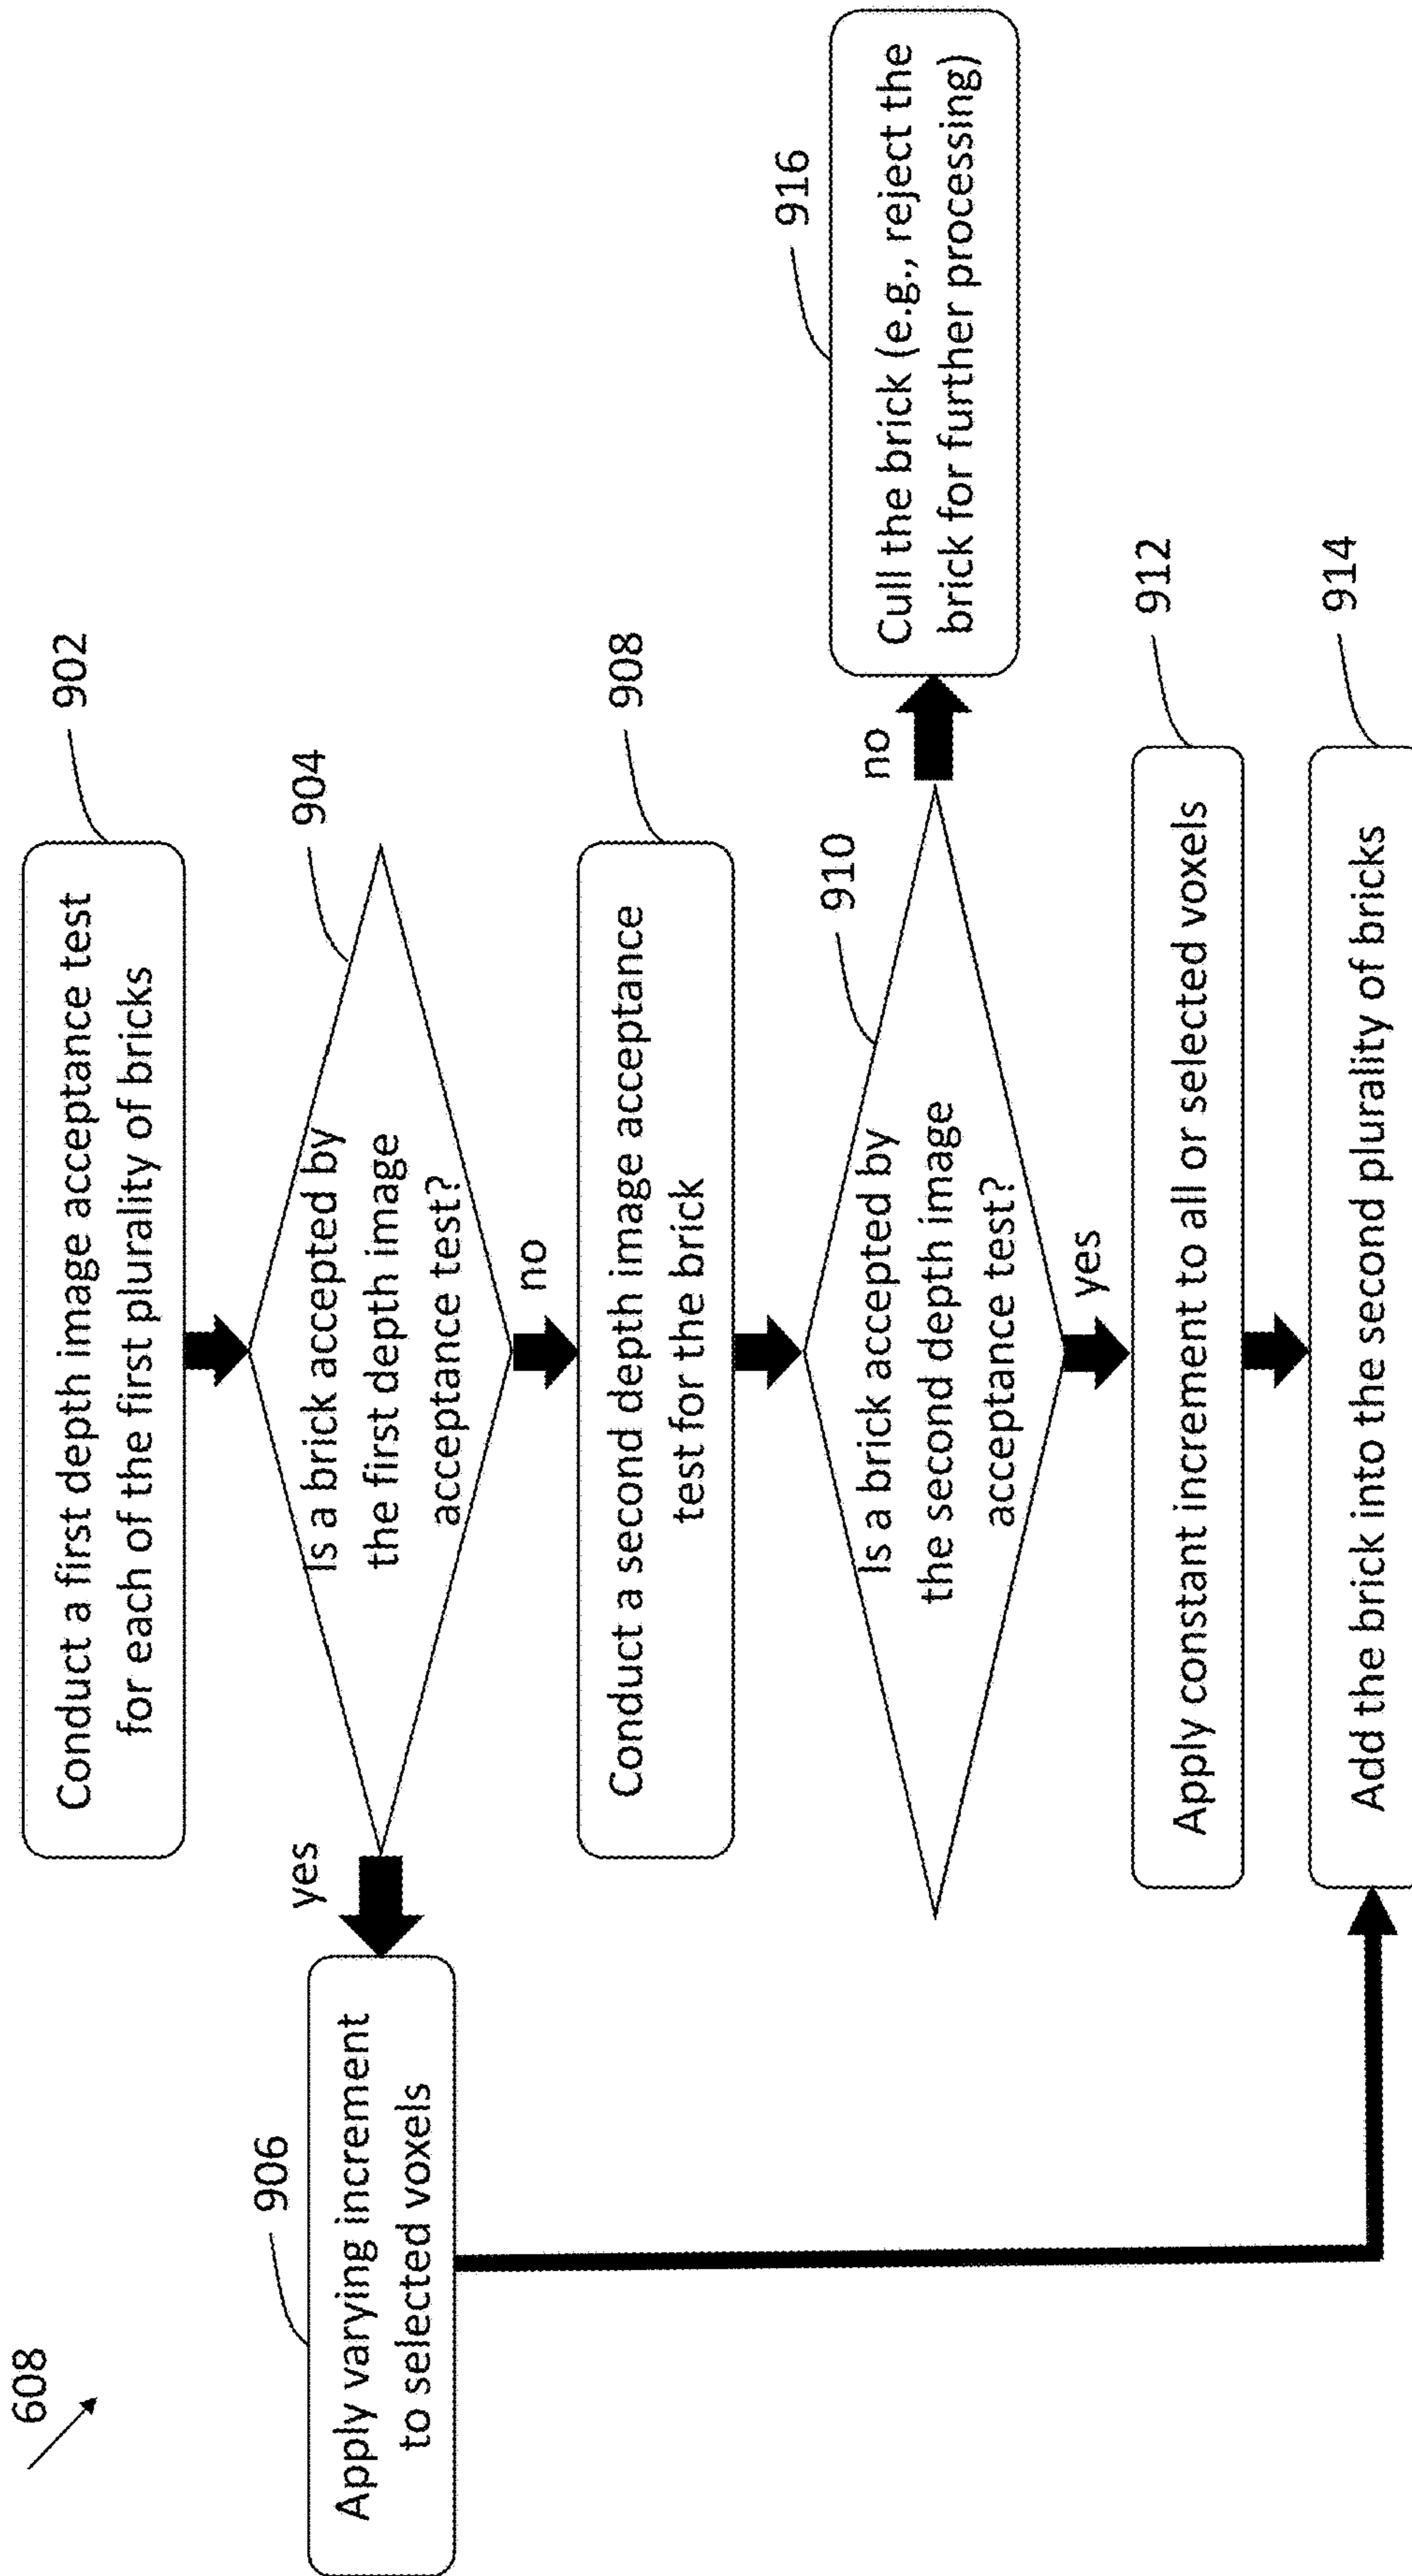 608
902
Conduct a first depth image acceptance test
for each of the first plurality of bricks
904
Is a brick accepted by
the first depth image
acceptance test?
yes
no
906
Apply varying increment
to selected voxels
908
Conduct a second depth image acceptance
test for the brick
910
Is a brick accepted by
the second depth image
acceptance test?
no
yes
916
Cull the brick (e.g., reject the
brick for further processing)
912
Apply constant increment to all or selected voxels
914
Add the brick into the second plurality of bricks